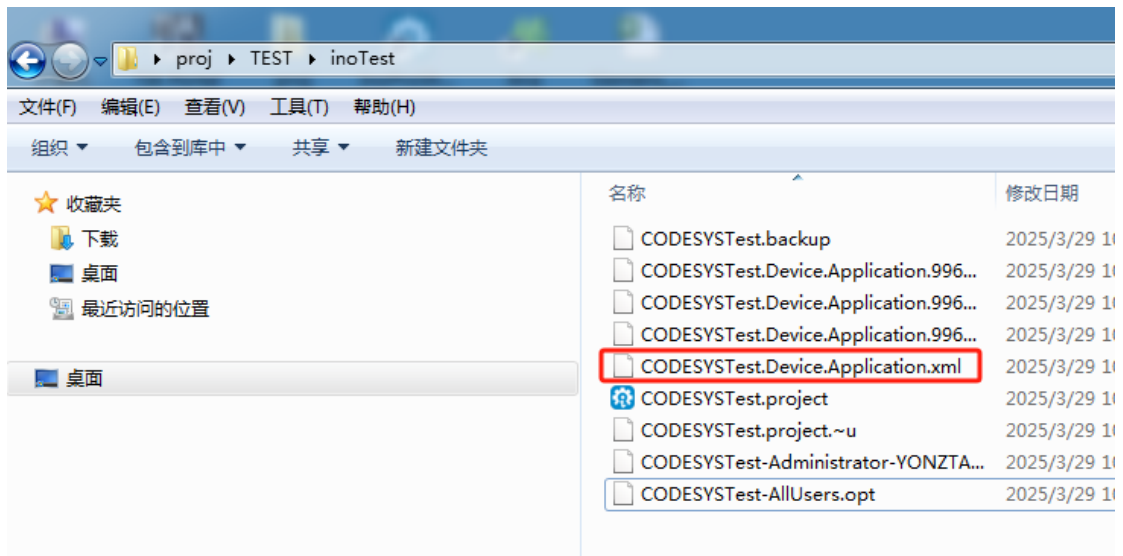 proj TEST inoTest
文件(F) 编辑(E) 查看(V) 工具(T) 帮助(H)
组织 包含到库中 共享 新建文件夹
收藏夹
下载
桌面
最近访问的位置
桌面
名称 修改日期
CODESYSTest.backup 2025/3/29
CODESYSTest.Device.Application.996... 2025/3/29
CODESYSTest.Device.Application.996... 2025/3/29
CODESYSTest.Device.Application.996... 2025/3/29
CODESYSTest.Device.Application.xml 2025/3/29
CODESYSTest.project 2025/3/29
CODESYSTest.project.~u 2025/3/29
CODESYSTest-Administrator-YONZTA... 2025/3/29
CODESYSTest-AllUsers.opt 2025/3/29